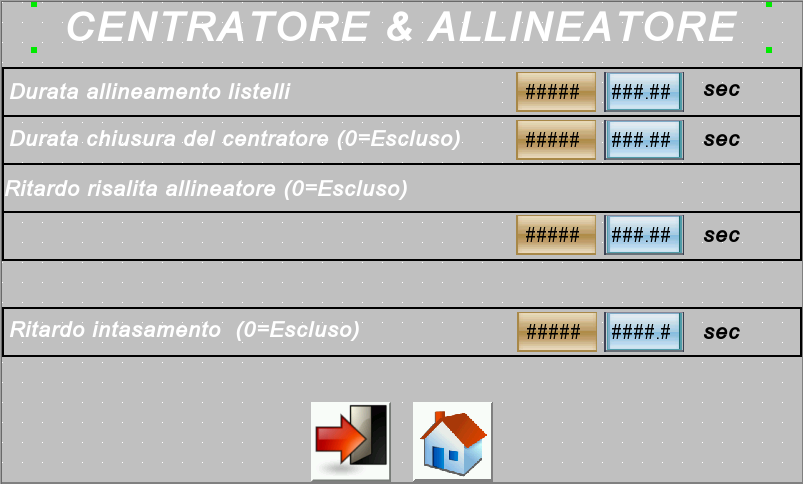 CENTRATORE & ALLINEATORE
Durata allineamento listelli ##### ###.## sec
Durata chiusura del centratore (0=Escluso) ##### ###.## sec
Ritardo risalita allineatore (0=Escluso)
##### ###.## sec
Ritardo intasamento (0=Escluso) ##### ####.# sec